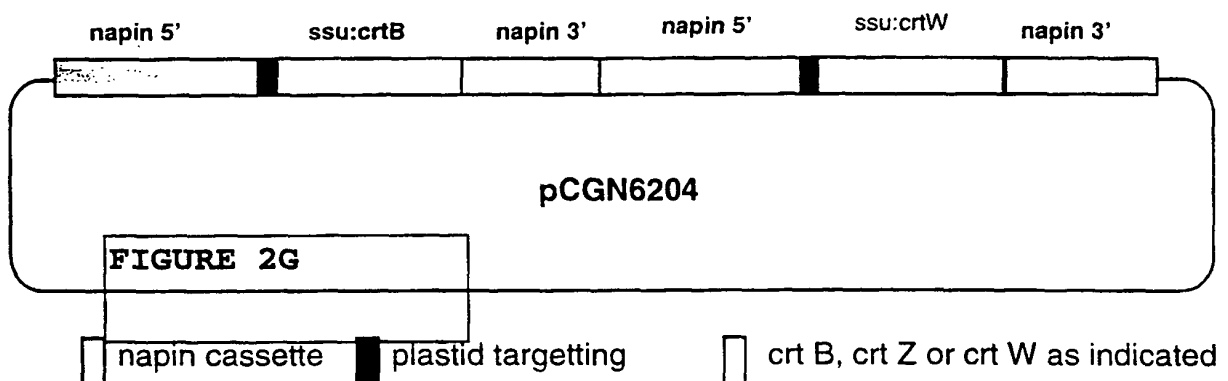 napin 5' ssu:crtB napin 3' napin 5' ssu:crtW napin 3'
pCGN6204
FIGURE 2G
napin cassette plastid targetting crt B, crt Z or crt W as indicated